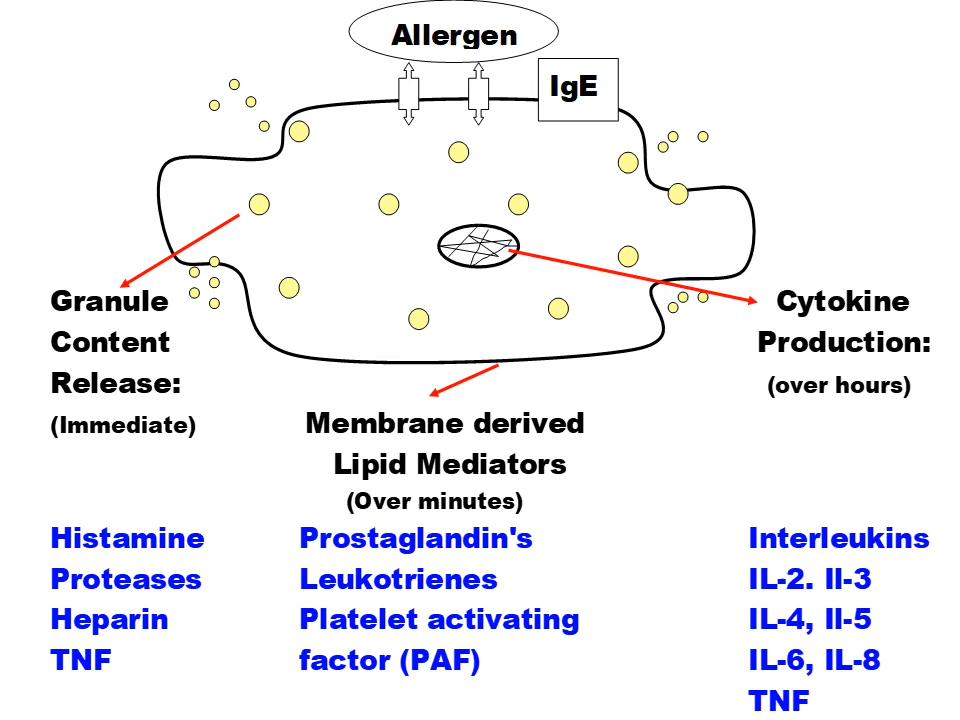 Allergen
IgE
Granule
Content
Release:
(Immediate)
Membrane derived
Lipid Mediators
(Over minutes)
Cytokine
Production:
(over hours)
Histamine
Proteases
Heparin
TNF
Prostaglandin's
Leukotrienes
Platelet activating
factor (PAF)
Interleukins
IL-2. Il-3
IL-4, Il-5
IL-6, IL-8
TNF